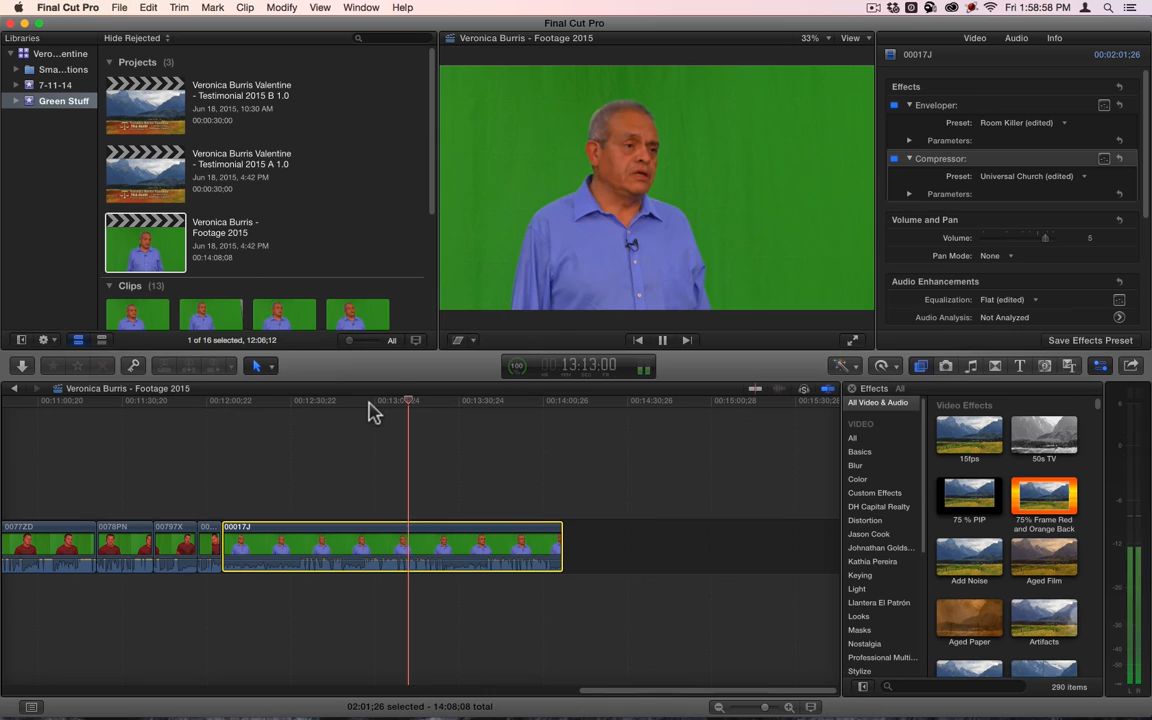 Final Cut Pro File Edit Trim Mark Clip Modify View Window Help
Fri 1:58:58 PM
Final Cut Pro
Libraries
Hide Rejected
Vero...entine
Sma...tions
7-11-14
Green Stuff
Projects (3)
Veronica Burris Valentine
- Testimonial 2015 B 1.0
Jun 18, 2015, 10:30 AM
00:00:30;00
Veronica Burris Valentine
- Testimonial 2015 A 1.0
Jun 18, 2015, 4:42 PM
00:00:30;00
Veronica Burris -
Footage 2015
Jun 18, 2015, 4:42 PM
00:14:08;08
Clips (13)
1 of 16 selected, 12:06;12
All
Veronica Burris - Footage 2015
33%
View
Video Audio Info
00017J
00:02:01;26
Effects
Enveloper:
Preset: Room Killer (edited)
Parameters:
Compressor:
Preset: Universal Church (edited)
Parameters:
Volume and Pan
Volume: 5
Pan Mode: None
Audio Enhancements
Equalization: Flat (edited)
Audio Analysis: Not Analyzed
Save Effects Preset
100
13:13:00
Veronica Burris - Footage 2015
00:11:00;20 00:11:30;20 00:12:00;22 00:12:30;22 00:13:00;24 00:13:30;24 00:14:00;26 00:14:30;26 00:15:00;28 00:15:30;28
0077ZD
0078PN
00797X
00...
00017J
Effects All
All Video & Audio
VIDEO
All
Basics
Blur
Color
Custom Effects
DH Capital Realty
Distortion
Jason Cook
Johnathan Golds...
Kathia Pereira
Keying
Light
Llantera El Patrón
Looks
Masks
Nostalgia
Professional Multi...
Stylize
Video Effects
15fps
50s TV
75 % PIP
75% Frame Red
and Orange Back
Add Noise
Aged Film
Aged Paper
Artifacts
290 items
6
0
-6
-12
-20
-30
-40
-50
L R
02:01;26 selected - 14:08;08 total